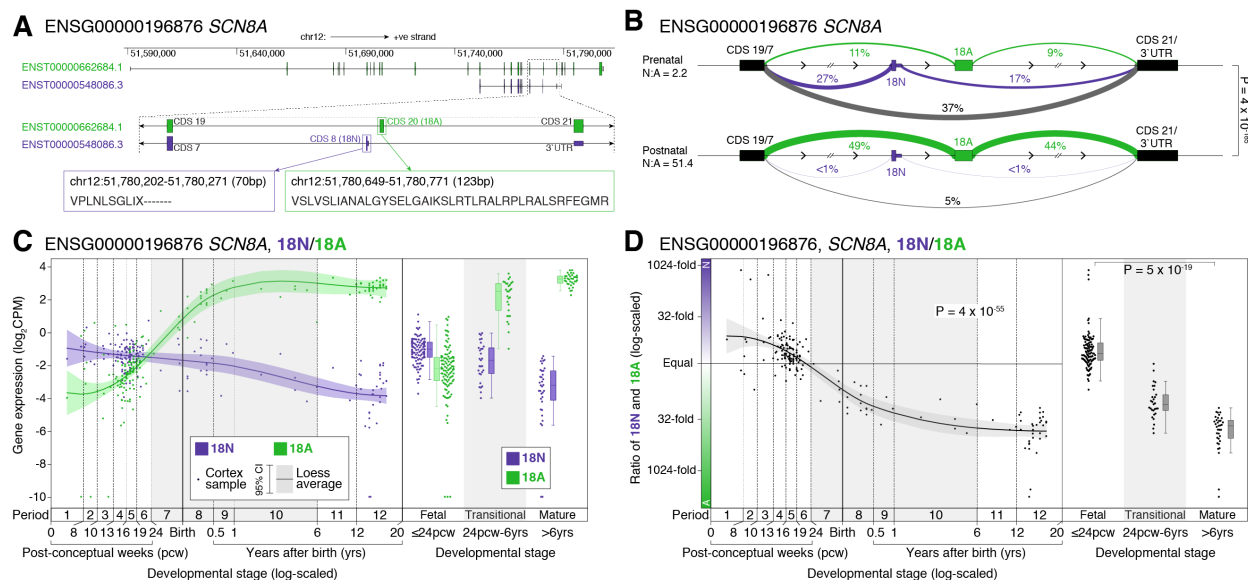 A ENSG00000196876 SCN8A
chr12: +ve strand
51,590,000 51,640,000 51,690,000 51,740,000 51,790,000
ENST00000662684.1
ENST00000548086.3
ENST00000662684.1 CDS 19 CDS 20 (18A) CDS 21
ENST00000548086.3 CDS 7 CDS 8 (18N) 3`UTR
chr12:51,780,202-51,780,271 (70bp)
VPLNLSGLIX-------
chr12:51,780,649-51,780,771 (123bp)
VSLVSLIANALGYSELGAIKSLRTLRALRPLRALSRFEGMR
B ENSG00000196876 SCN8A
Prenatal
N:A = 2.2
CDS 19/7 11% 18A 9% CDS 21/
3`UTR
27% 18N 17%
37%
Postnatal
N:A = 51.4
CDS 19/7 49% 18A 44% CDS 21/
3`UTR
<1% 18N <1%
5%
C ENSG00000196876 SCN8A, 18N/18A
Gene expression (log2CPM)
4
2
0
-2
-4
-6
-8
-10
18N 18A
Cortex sample
95% CI
Loess average
18N
18A
Period 1 2 3 4 5 6 7 8 9 10 11 12
0 8 10 13 16 19 24 Birth 0.5 1 6 12 20
Fetal Transitional Mature
≤24pcw 24pcw-6yrs >6yrs
Post-conceptual weeks (pcw) Years after birth (yrs) Developmental stage
Developmental stage (log-scaled)
D ENSG00000196876, SCN8A, 18N/18A
Ratio of 18N and 18A (log-scaled)
N
A
1024-fold
32-fold
Equal
32-fold
1024-fold
P = 4 x 10-55
P = 5 x 10-19
Period 1 2 3 4 5 6 7 8 9 10 11 12
0 8 10 13 16 19 24 Birth 0.5 1 6 12 20
Fetal Transitional Mature
≤24pcw 24pcw-6yrs >6yrs
Post-conceptual weeks (pcw) Years after birth (yrs) Developmental stage
Developmental stage (log-scaled)